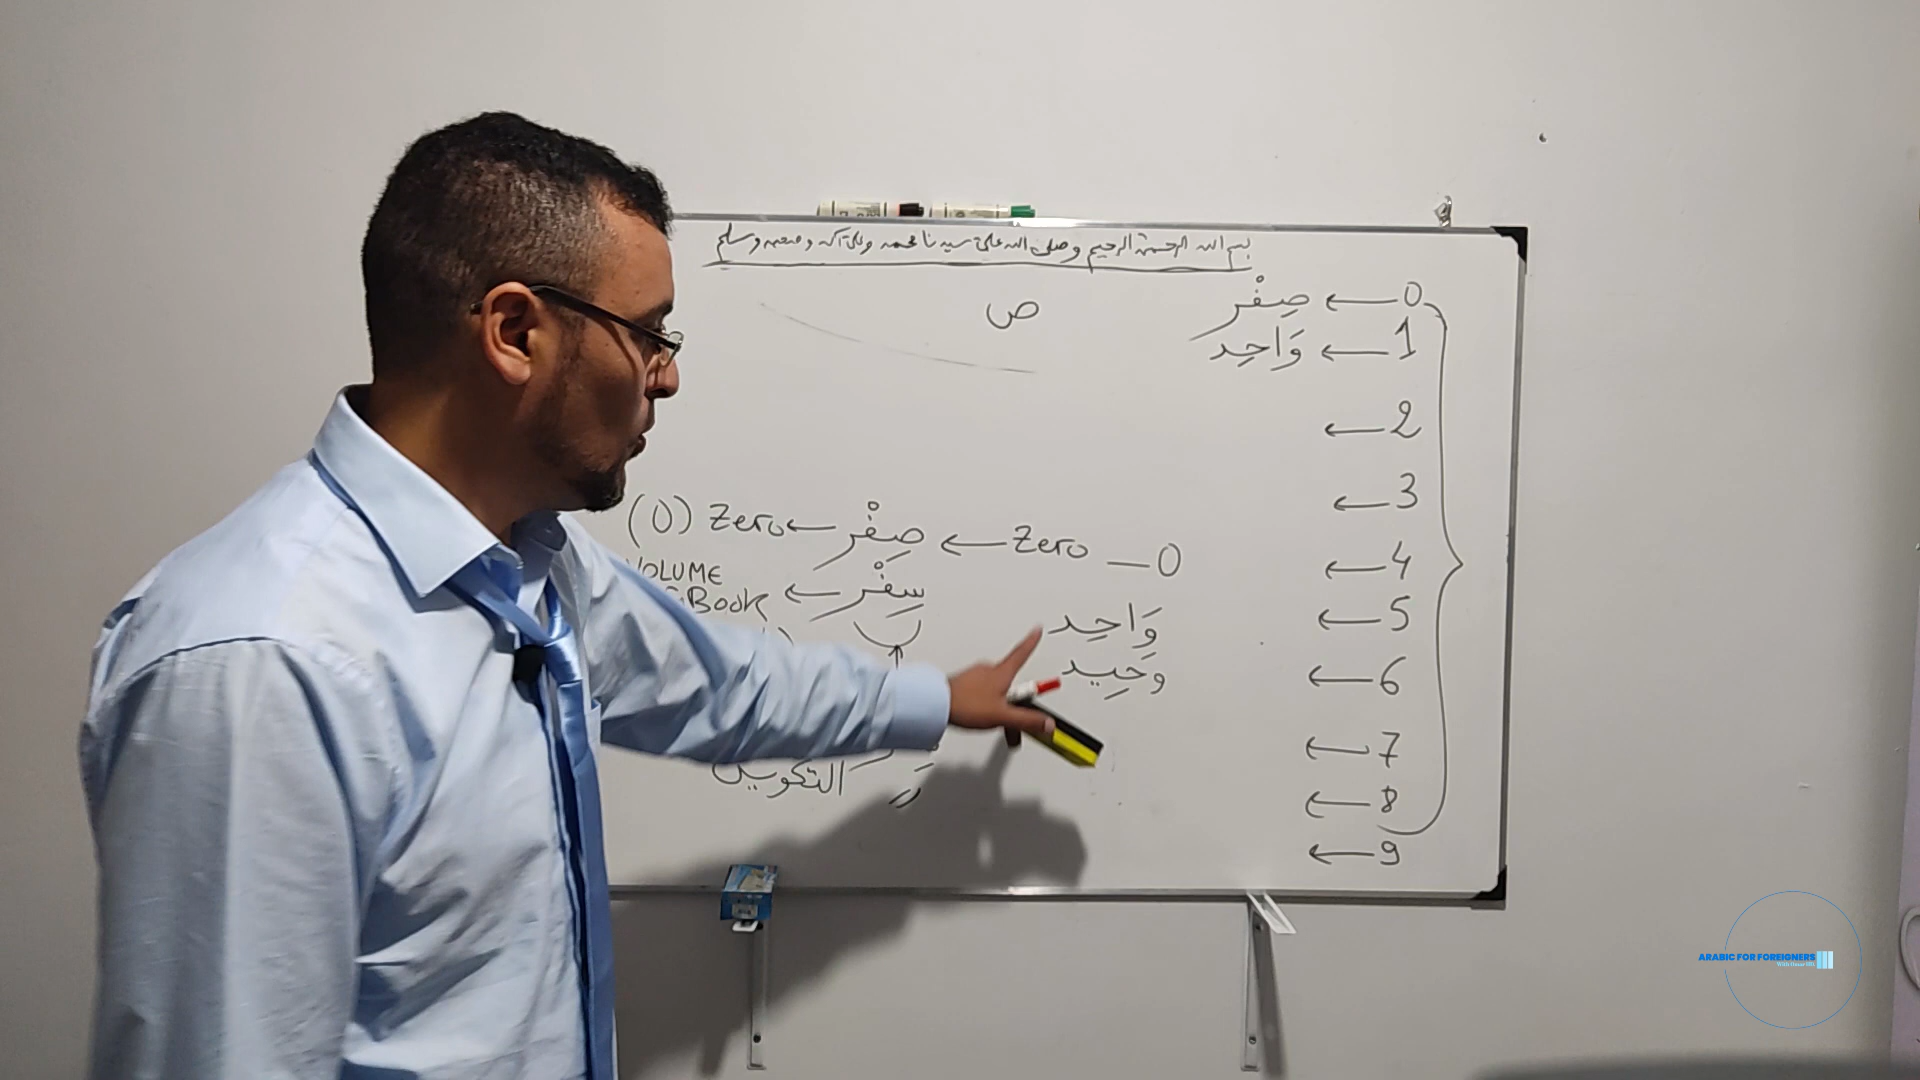 بسم الله الرحمن الرحيم وصلى الله على سيدنا محمد وعلى آله وصحبه وسلم
0 ← صِفْر
1 ← وَاحِد
2 ←
3 ←
4 ←
5 ←
6 ←
7 ←
8 ←
9 ←
ص
0 — Zero ← صِفْر ← Zero (0)
سِفْر ← VOLUME
Book
وَاحِد
وَحِيد
التكوين
ARABIC FOR FOREIGNERS